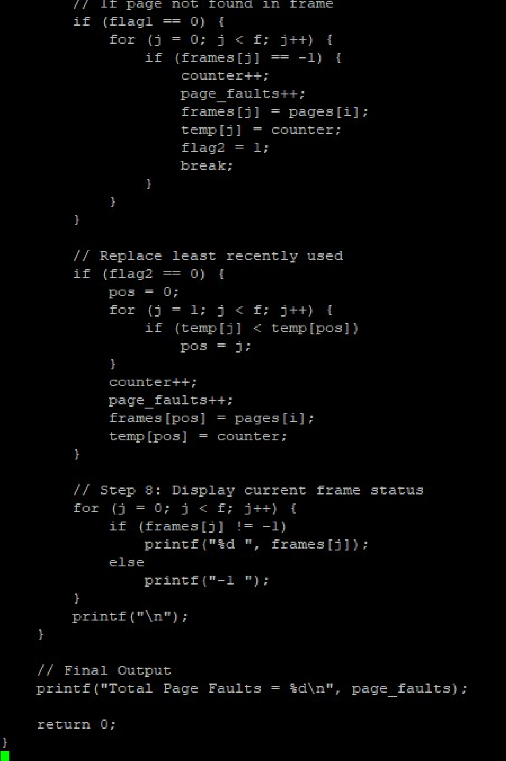 // If page not found in frame
if (flag1 == 0) {
for (j = 0; j < f; j++) {
if (frames[j] == -1) {
counter++;
page_faults++;
frames[j] = pages[i];
temp[j] = counter;
flag2 = 1;
break;
}
}
}
// Replace least recently used
if (flag2 == 0) {
pos = 0;
for (j = 1; j < f; j++) {
if (temp[j] < temp[pos])
pos = j;
}
counter++;
page_faults++;
frames[pos] = pages[i];
temp[pos] = counter;
}
// Step 8: Display current frame status
for (j = 0; j < f; j++) {
if (frames[j] != -1)
printf("%d ", frames[j]);
else
printf("-1 ");
}
printf("\n");
}
// Final Output
printf("Total Page Faults = %d\n", page_faults);
return 0;
}